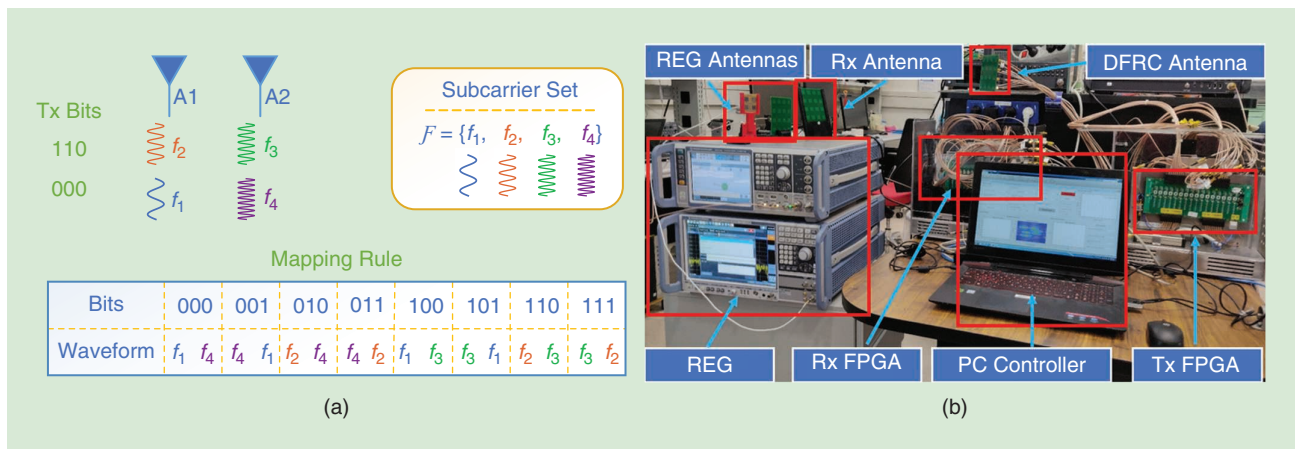 Tx Bits
110
000
A1
A2
f2
f3
f1
f4
Subcarrier Set
F = {f1, f2, f3, f4}
Mapping Rule
Bits 000 001 010 011 100 101 110 111
Waveform f1 f4 f4 f1 f2 f4 f4 f2 f1 f3 f3 f1 f2 f3 f3 f2
(a)
REG Antennas
Rx Antenna
DFRC Antenna
REG
Rx FPGA
PC Controller
Tx FPGA
(b)